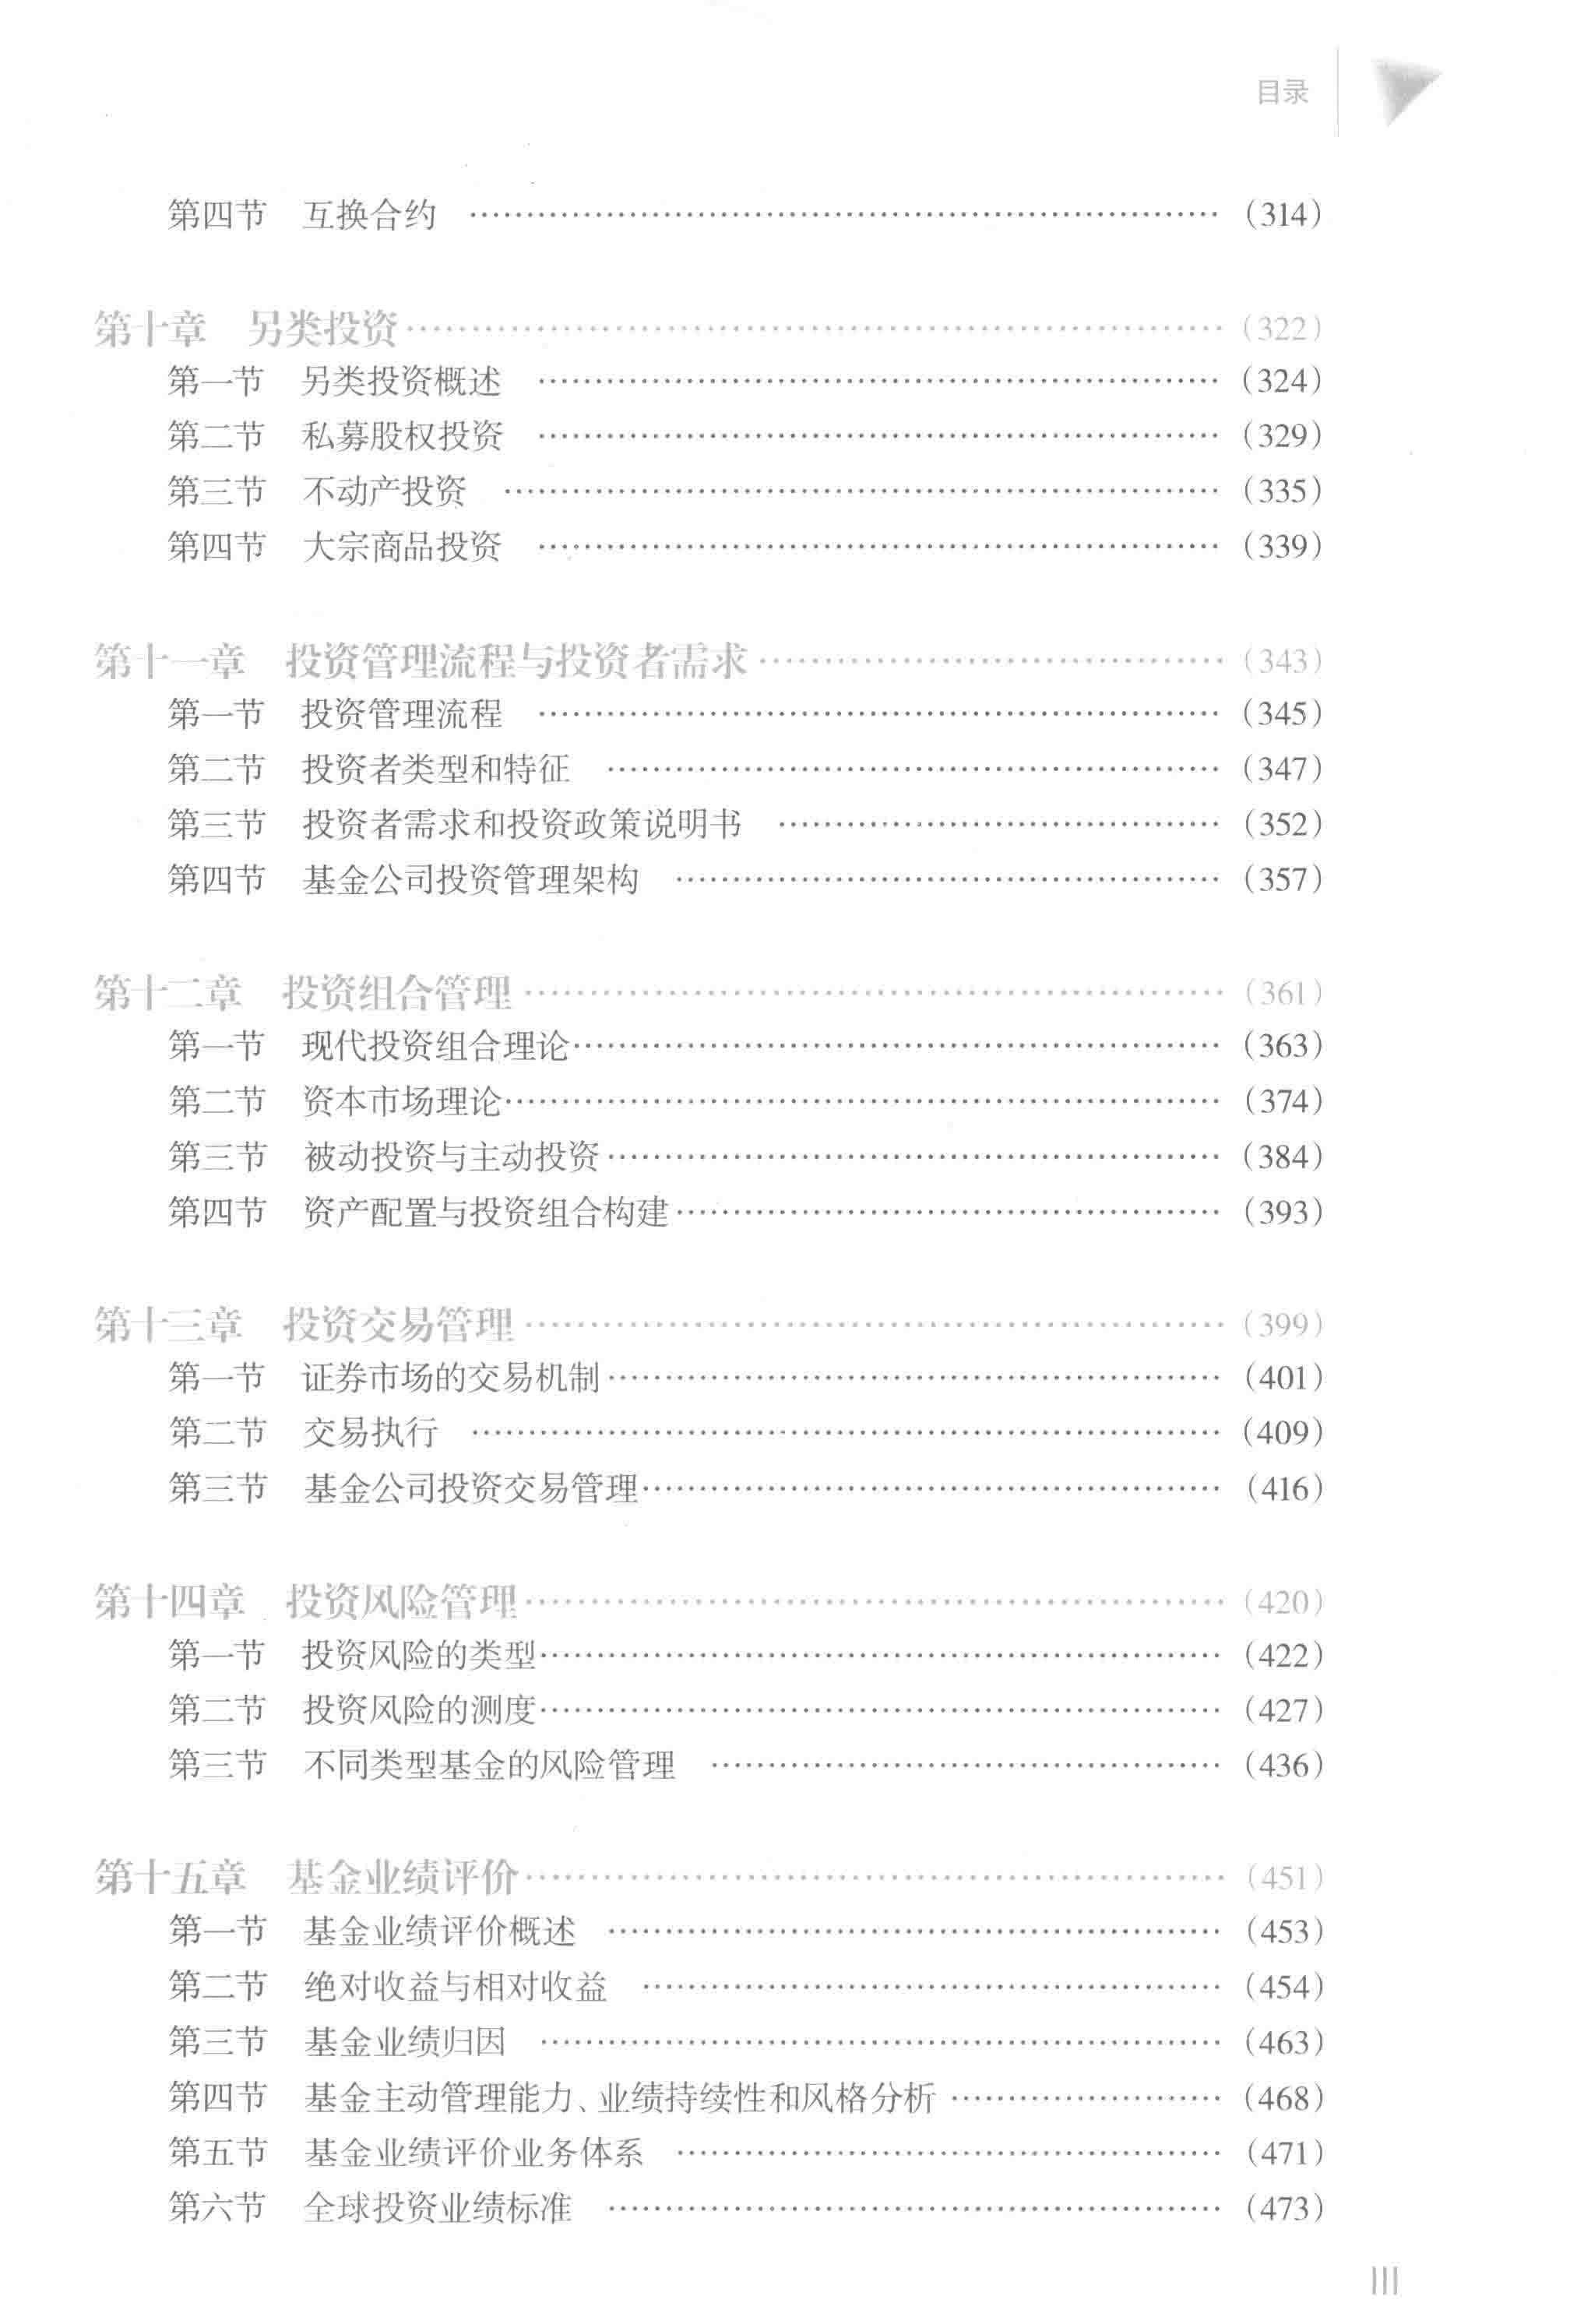 目录
第四节 互换合约 …………………………………………………………… (314)
第十章 另类投资 …………………………………………………………… (322)
第一节 另类投资概述 …………………………………………………………… (324)
第二节 私募股权投资 …………………………………………………………… (329)
第三节 不动产投资 …………………………………………………………… (335)
第四节 大宗商品投资 …………………………………………………………… (339)
第十一章 投资管理流程与投资者需求 ……………………………………… (343)
第一节 投资管理流程 …………………………………………………………… (345)
第二节 投资者类型和特征 ……………………………………………………… (347)
第三节 投资者需求和投资政策说明书 ……………………………………… (352)
第四节 基金公司投资管理架构 ……………………………………………… (357)
第十二章 投资组合管理 ……………………………………………………… (361)
第一节 现代投资组合理论 ……………………………………………………… (363)
第二节 资本市场理论 …………………………………………………………… (374)
第三节 被动投资与主动投资 …………………………………………………… (384)
第四节 资产配置与投资组合构建 ……………………………………………… (393)
第十三章 投资交易管理 ……………………………………………………… (399)
第一节 证券市场的交易机制 …………………………………………………… (401)
第二节 交易执行 …………………………………………………………… (409)
第三节 基金公司投资交易管理 ………………………………………………… (416)
第十四章 投资风险管理 ……………………………………………………… (420)
第一节 投资风险的类型 ………………………………………………………… (422)
第二节 投资风险的测度 ………………………………………………………… (427)
第三节 不同类型基金的风险管理 …………………………………………… (436)
第十五章 基金业绩评价 ……………………………………………………… (451)
第一节 基金业绩评价概述 ……………………………………………………… (453)
第二节 绝对收益与相对收益 …………………………………………………… (454)
第三节 基金业绩归因 …………………………………………………………… (463)
第四节 基金主动管理能力、业绩持续性和风格分析 ……………………… (468)
第五节 基金业绩评价业务体系 ……………………………………………… (471)
第六节 全球投资业绩标准 ……………………………………………………… (473)
III